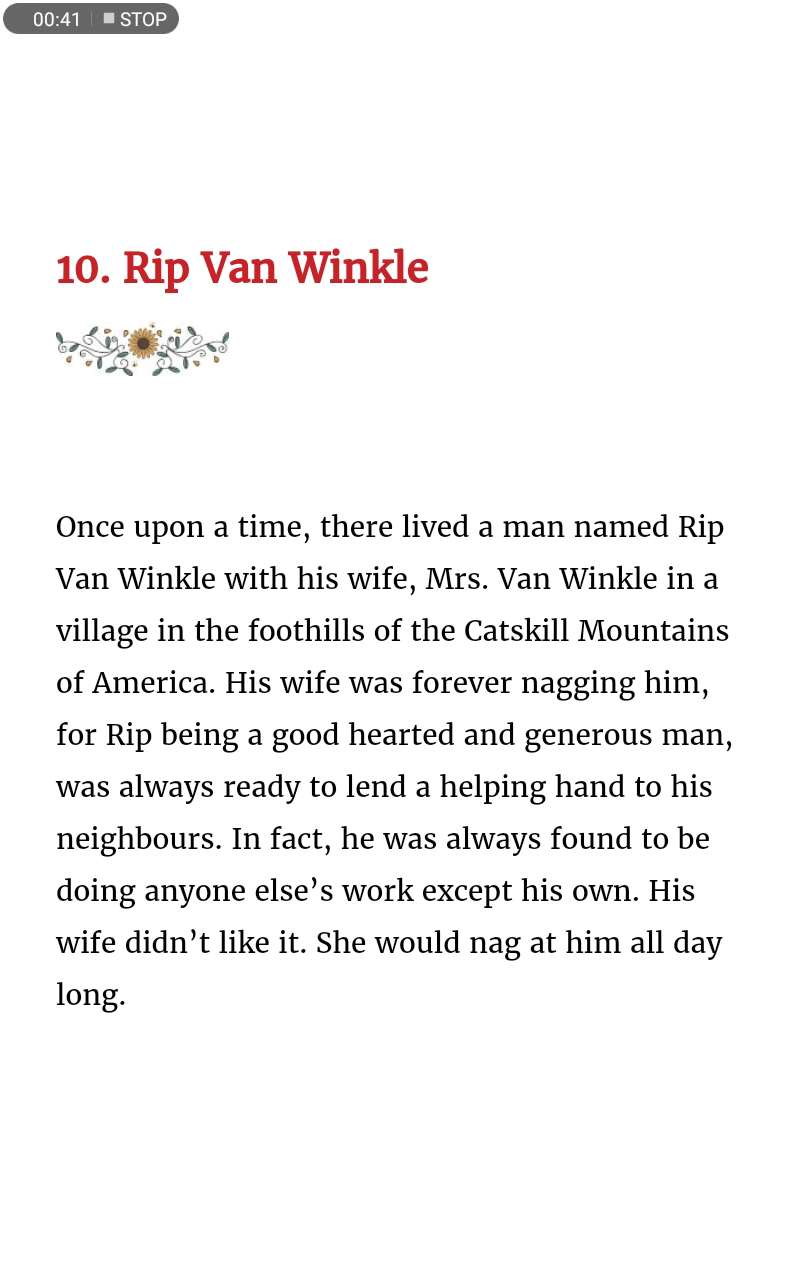 00:41 STOP
10. Rip Van Winkle
Once upon a time, there lived a man named Rip
Van Winkle with his wife, Mrs. Van Winkle in a
village in the foothills of the Catskill Mountains
of America. His wife was forever nagging him,
for Rip being a good hearted and generous man,
was always ready to lend a helping hand to his
neighbours. In fact, he was always found to be
doing anyone else’s work except his own. His
wife didn’t like it. She would nag at him all day
long.